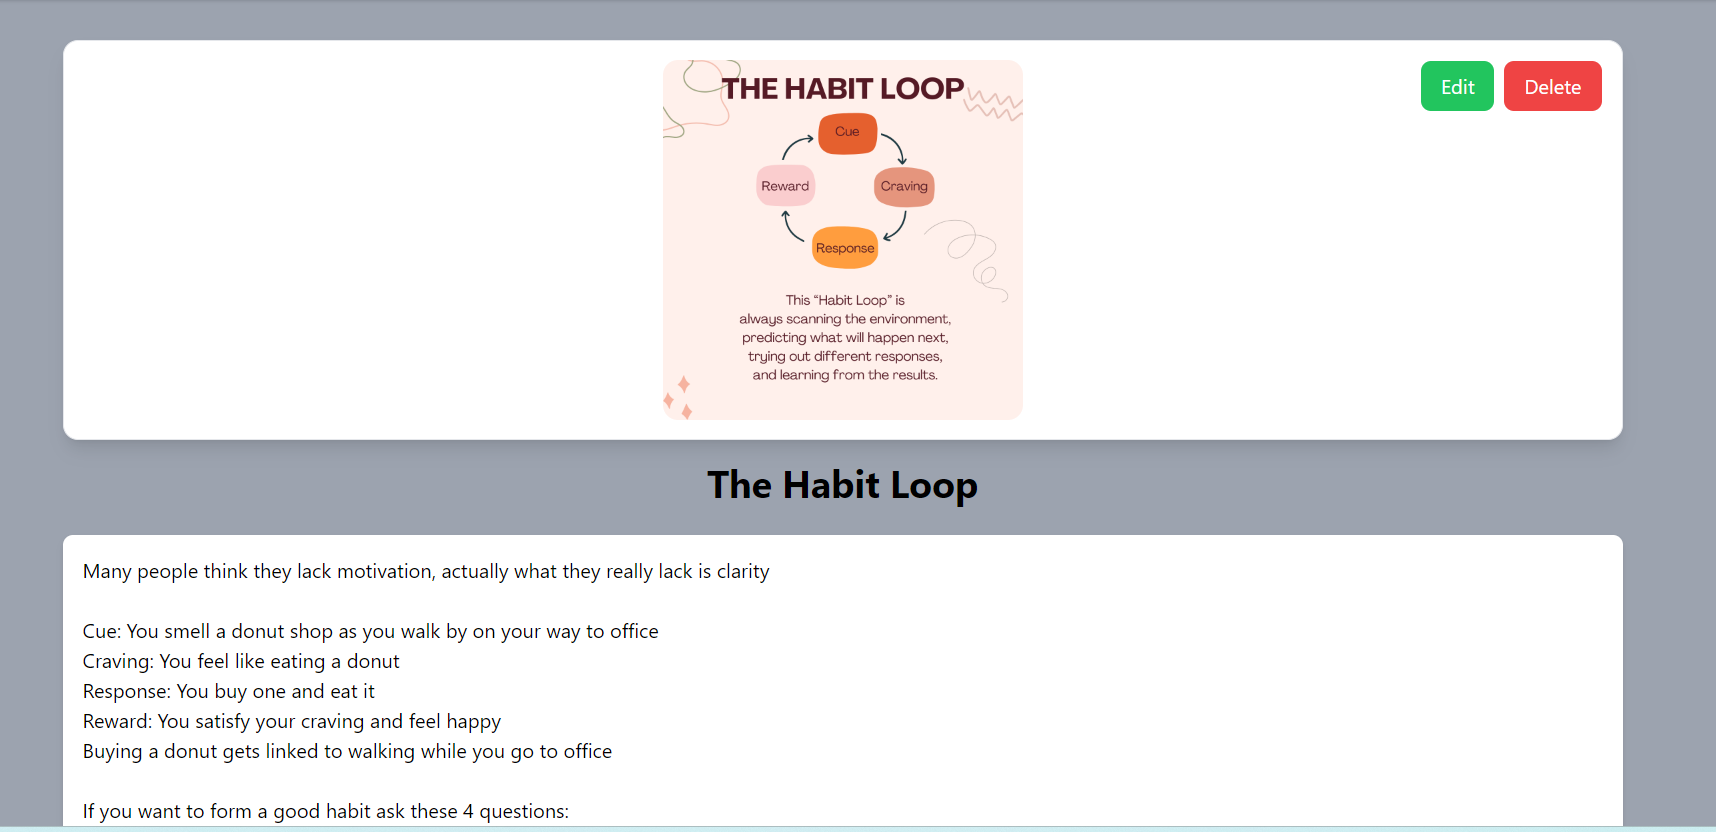 THE HABIT LOOP
Edit
Delete
Cue
Reward
Craving
Response
This “Habit Loop” is
always scanning the environment,
predicting what will happen next,
trying out different responses,
and learning from the results.
The Habit Loop
Many people think they lack motivation, actually what they really lack is clarity
Cue: You smell a donut shop as you walk by on your way to office
Craving: You feel like eating a donut
Response: You buy one and eat it
Reward: You satisfy your craving and feel happy
Buying a donut gets linked to walking while you go to office
If you want to form a good habit ask these 4 questions: